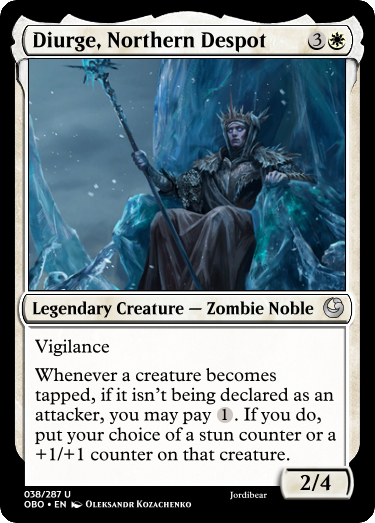 Diurge, Northern Despot 3
Legendary Creature — Zombie Noble
Vigilance
Whenever a creature becomes
tapped, if it isn't being declared as an
attacker, you may pay 1. If you do,
put your choice of a stun counter or a
+1/+1 counter on that creature.
2/4
038/287 U
OBO • EN Oleksandr Kozachenko
Jordibear